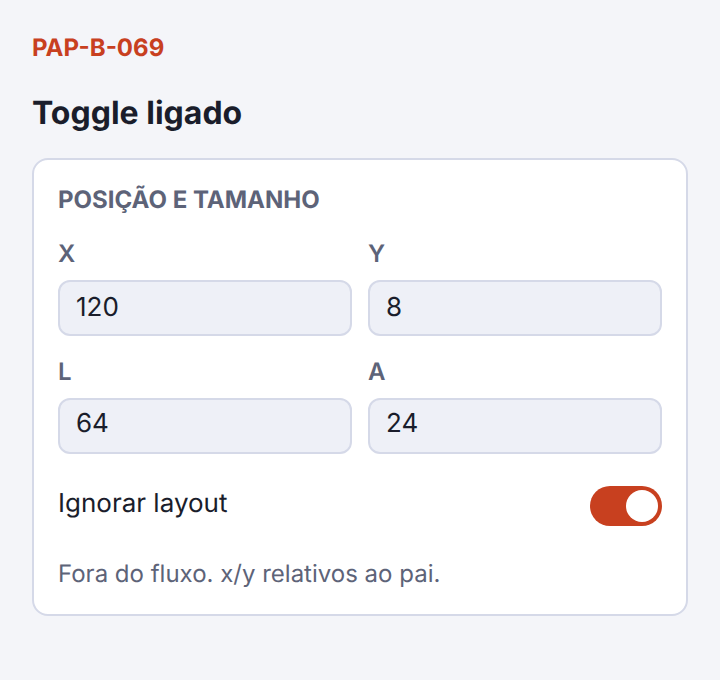 PAP-B-069
Toggle ligado
POSIÇÃO E TAMANHO
X Y
120 8
L A
64 24
Ignorar layout
Fora do fluxo. x/y relativos ao pai.